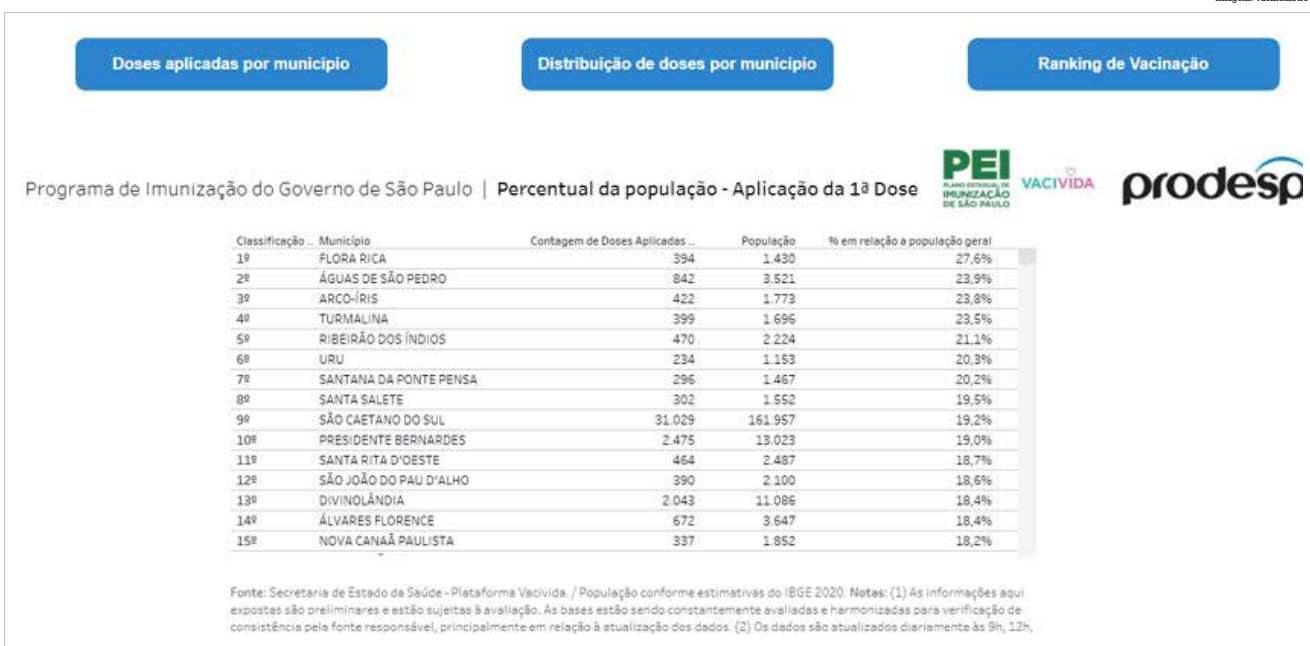 Doses aplicadas por município
Distribuição de doses por município
Ranking de Vacinação
Programa de Imunização do Governo de São Paulo | Percentual da população - Aplicação da 1ª Dose
PEI
PLANO ESTADUAL DE
IMUNIZAÇÃO
DE SÃO PAULO
VACIVIDA
prodesp
Classificação .. Município Contagem de Doses Aplicadas .. População % em relação a população geral
1º FLORA RICA 394 1.430 27,6%
2º ÁGUAS DE SÃO PEDRO 842 3.521 23,9%
3º ARCO-ÍRIS 422 1.773 23,8%
4º TURMALINA 399 1.696 23,5%
5º RIBEIRÃO DOS ÍNDIOS 470 2.224 21,1%
6º URU 234 1.153 20,3%
7º SANTANA DA PONTE PENSA 296 1.467 20,2%
8º SANTA SALETE 302 1.552 19,5%
9º SÃO CAETANO DO SUL 31.029 161.957 19,2%
10º PRESIDENTE BERNARDES 2.475 13.023 19,0%
11º SANTA RITA D'OESTE 464 2.487 18,7%
12º SÃO JOÃO DO PAU D'ALHO 390 2.100 18,6%
13º DIVINOLÂNDIA 2.043 11.086 18,4%
14º ÁLVARES FLORENCE 672 3.647 18,4%
15º NOVA CANAÃ PAULISTA 337 1.852 18,2%
Fonte: Secretaria de Estado da Saúde - Plataforma Vacivida. / População conforme estimativas do IBGE 2020. Notas: (1) As informações aqui
expostas são preliminares e estão sujeitas à avaliação. As bases estão sendo constantemente avaliadas e harmonizadas para verificação de
consistência pela fonte responsável, principalmente em relação à atualização dos dados. (2) Os dados são atualizados diariamente às 9h, 12h,